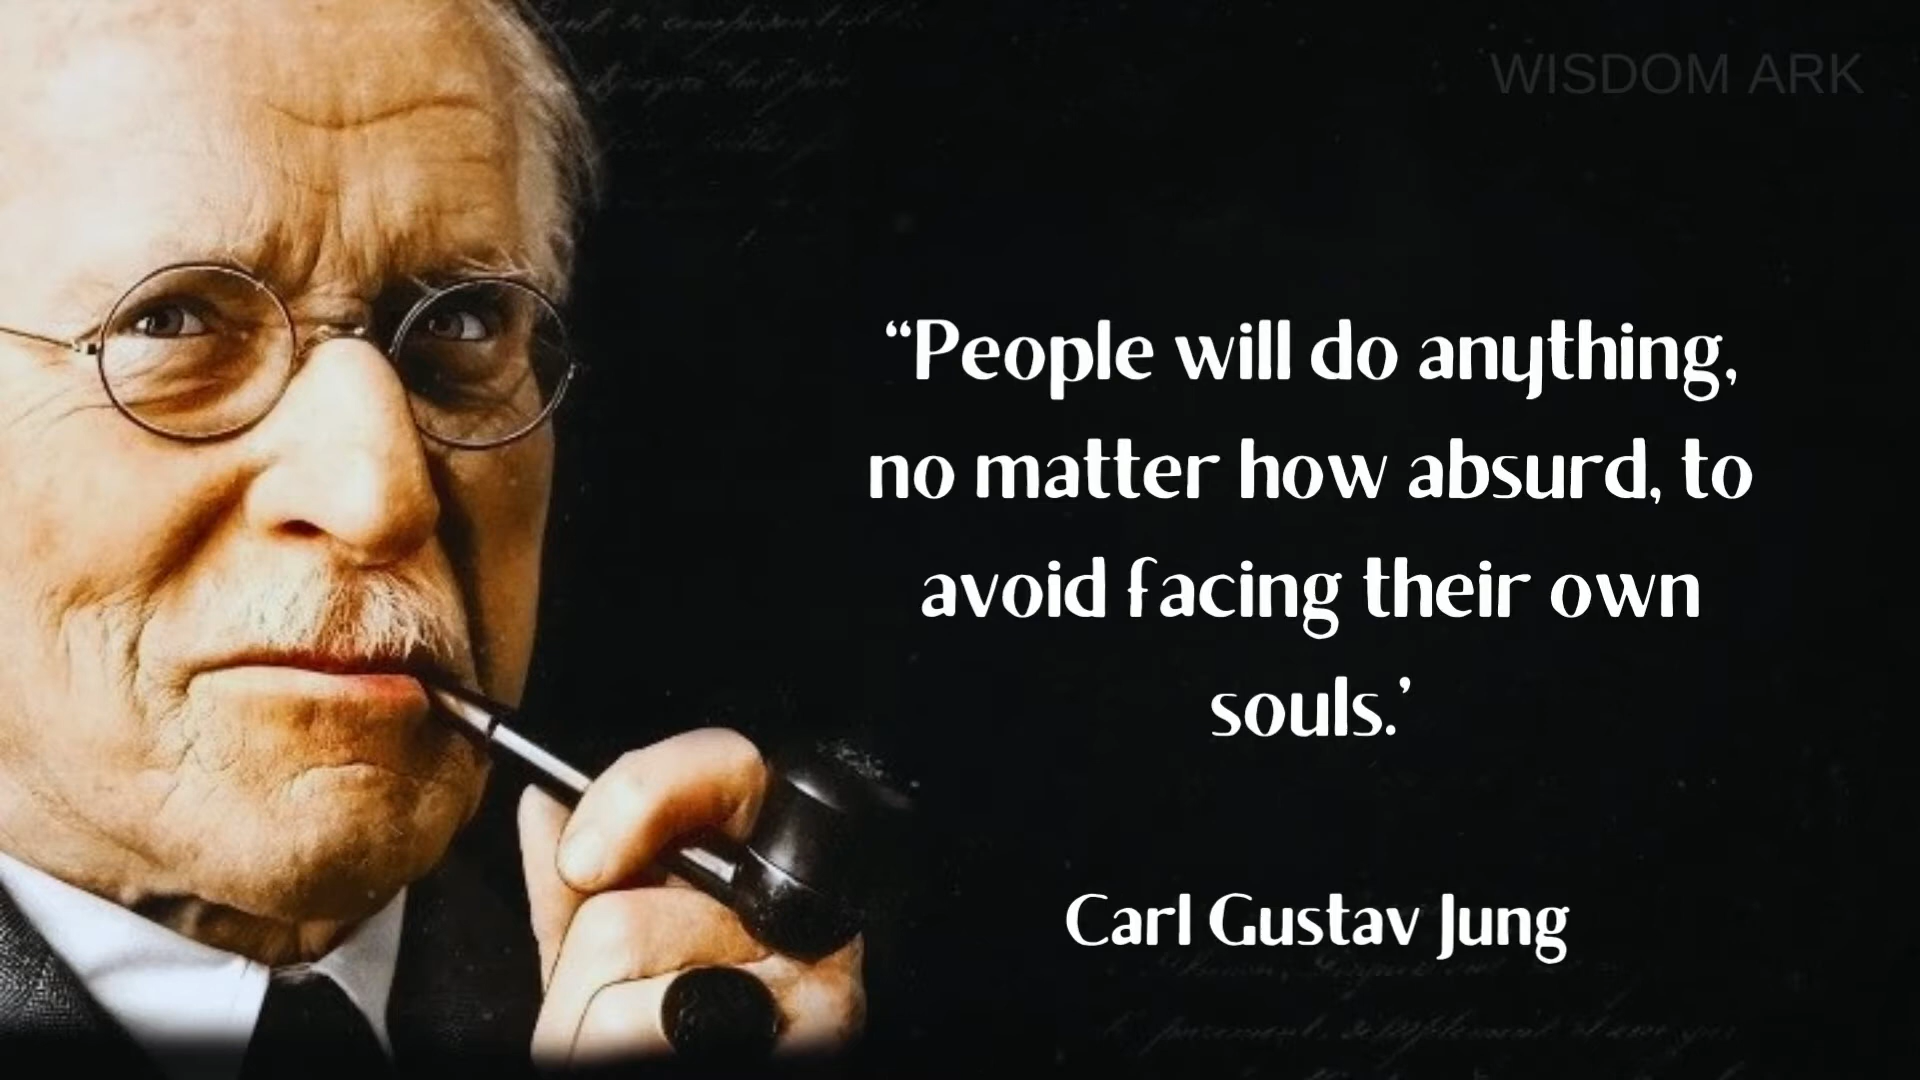 WISDOM ARK
“People will do anything,
no matter how absurd, to
avoid facing their own
souls.’
Carl Gustav Jung